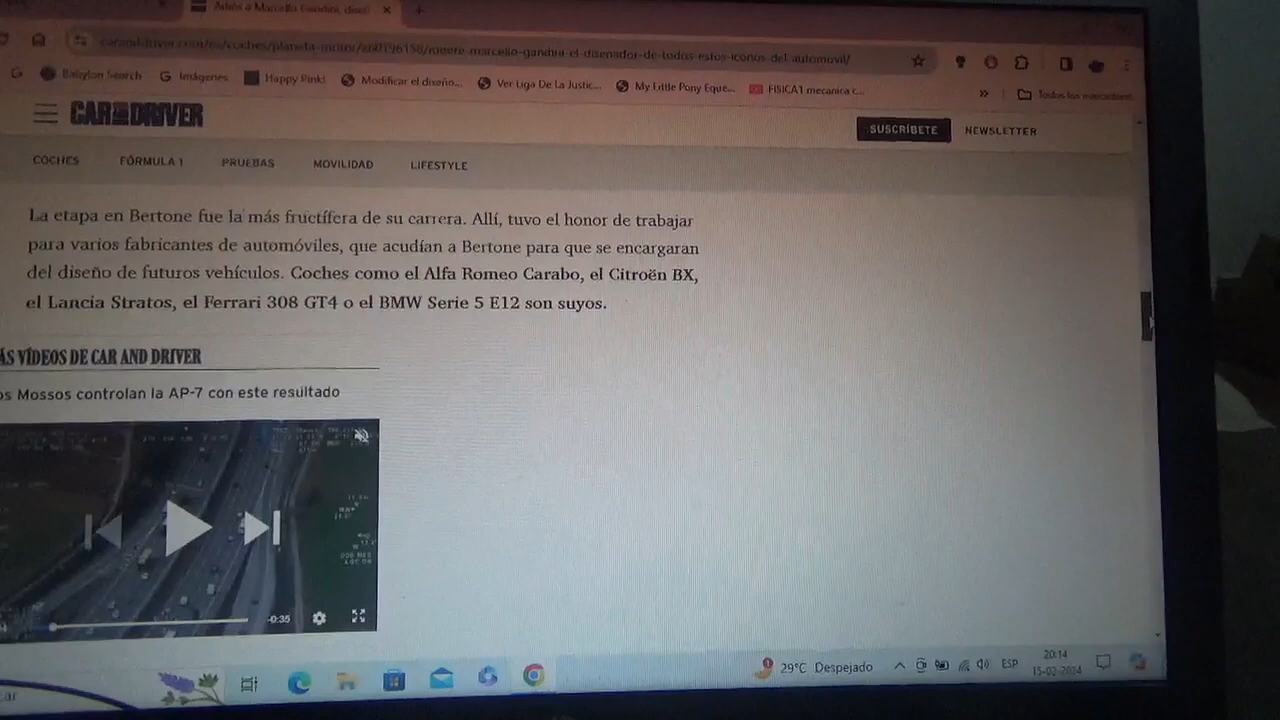 Adiós a Marcello Gandini, diseñ
caranddriver.com/es/coches/planeta-motor/a60196158/muere-marcello-gandini-el-disenador-de-todos-estos-iconos-del-automovil/
Babylon Search Imágenes Happy Pink! Modificar el diseño... Ver Liga De La Justic... My Little Pony Eque... FISICA1 mecanica c... » Todos los marcadores
CAR AND DRIVER SUSCRÍBETE NEWSLETTER
COCHES FÓRMULA 1 PRUEBAS MOVILIDAD LIFESTYLE
La etapa en Bertone fue la más fructífera de su carrera. Allí, tuvo el honor de trabajar
para varios fabricantes de automóviles, que acudían a Bertone para que se encargaran
del diseño de futuros vehículos. Coches como el Alfa Romeo Carabo, el Citroën BX,
el Lancia Stratos, el Ferrari 308 GT4 o el BMW Serie 5 E12 son suyos.
ÁS VÍDEOS DE CAR AND DRIVER
os Mossos controlan la AP-7 con este resultado
-0:35
car
29°C Despejado ESP 20:14
15-02-2024